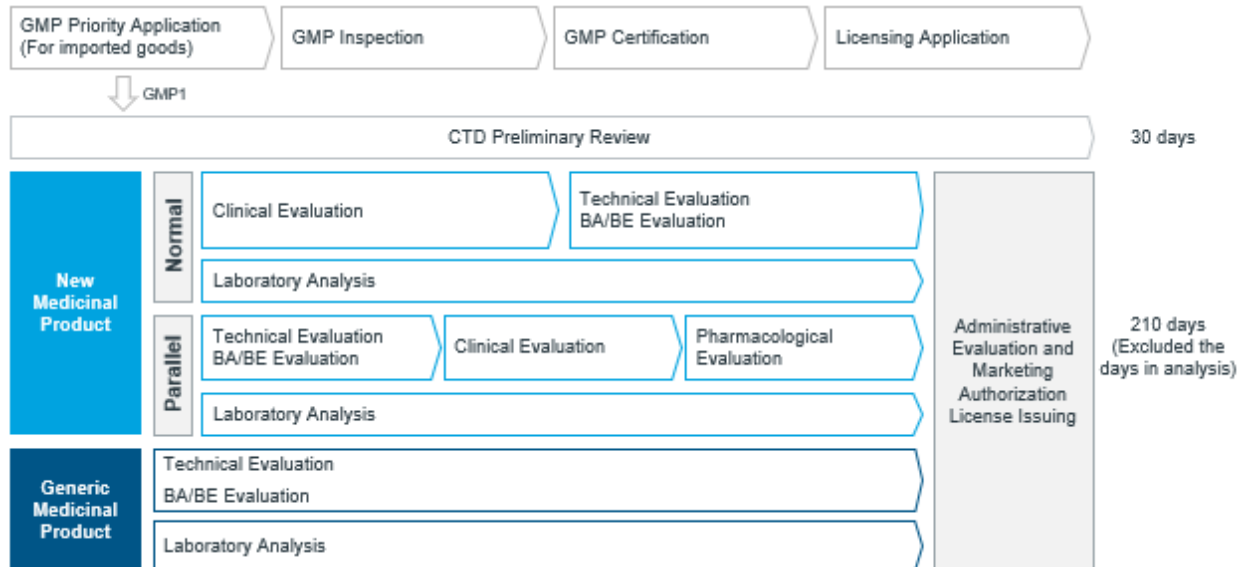 GMP Priority Application
(For imported goods)
GMP Inspection
GMP Certification
Licensing Application
GMP1
CTD Preliminary Review
30 days
New
Medicinal
Product
Normal
Clinical Evaluation
Technical Evaluation
BA/BE Evaluation
Laboratory Analysis
Parallel
Technical Evaluation
BA/BE Evaluation
Clinical Evaluation
Pharmacological
Evaluation
Laboratory Analysis
Administrative
Evaluation and
Marketing
Authorization
License Issuing
210 days
(Excluded the
days in analysis)
Generic
Medicinal
Product
Technical Evaluation
BA/BE Evaluation
Laboratory Analysis